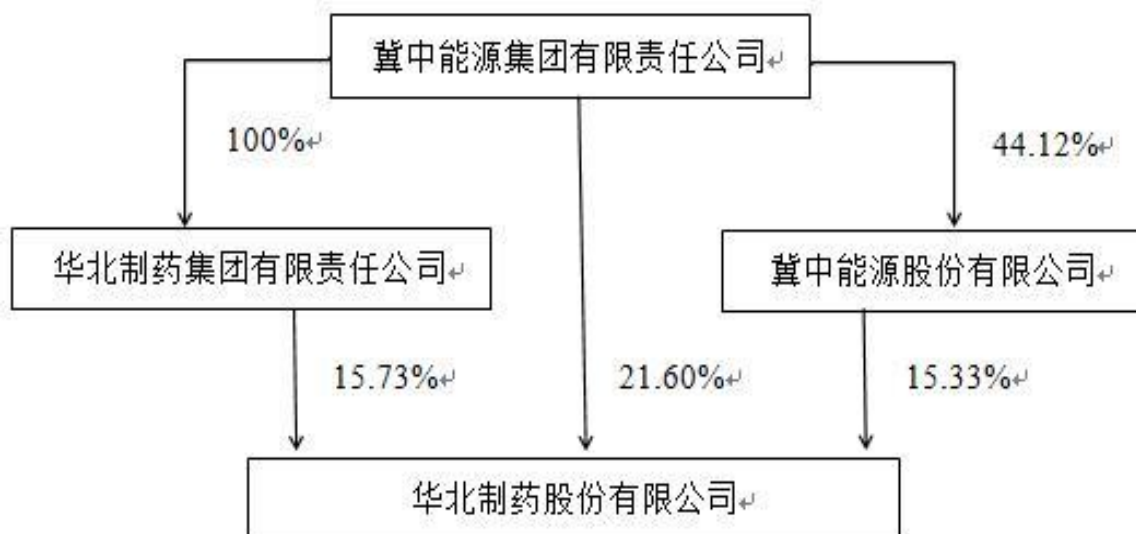 冀中能源集团有限责任公司
100%
44.12%
华北制药集团有限责任公司
冀中能源股份有限公司
15.73%
21.60%
15.33%
华北制药股份有限公司